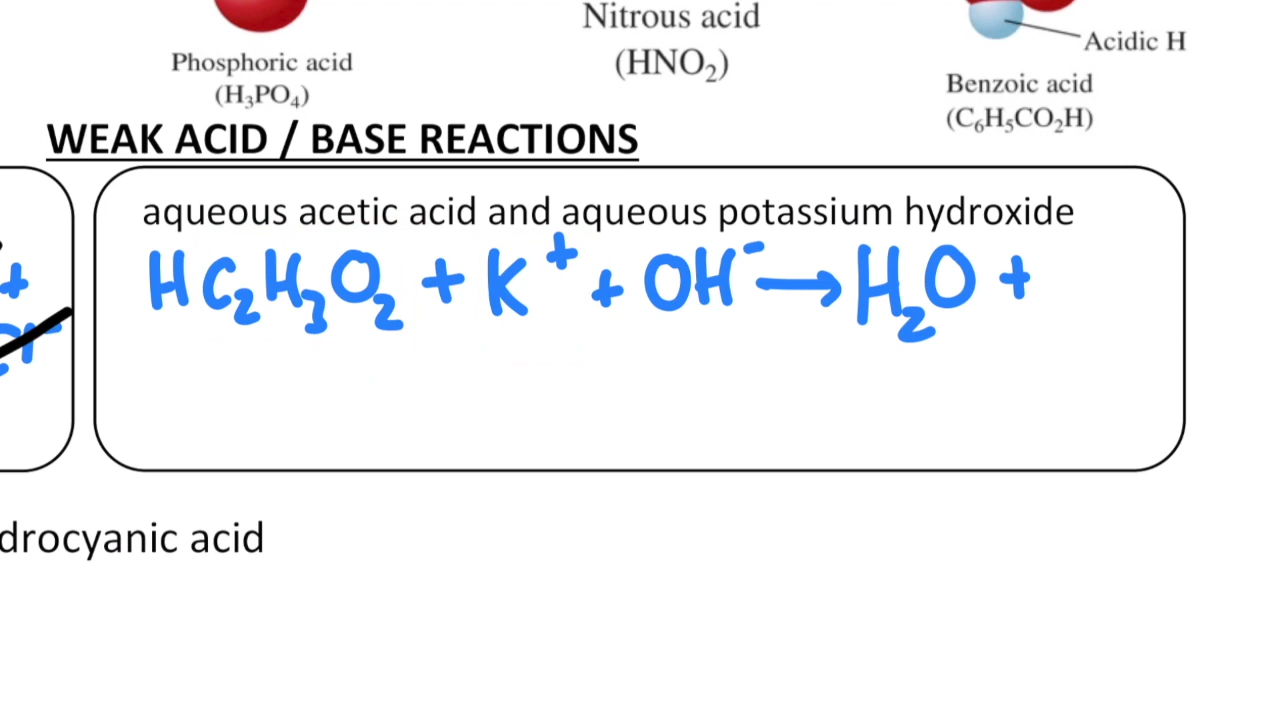 Nitrous acid
(HNO₂)
Acidic H
Phosphoric acid
(H₃PO₄)
Benzoic acid
(C₆H₅CO₂H)
WEAK ACID / BASE REACTIONS
aqueous acetic acid and aqueous potassium hydroxide
HC₂H₃O₂ + K⁺ + OH⁻ → H₂O +
+
drocyanic acid